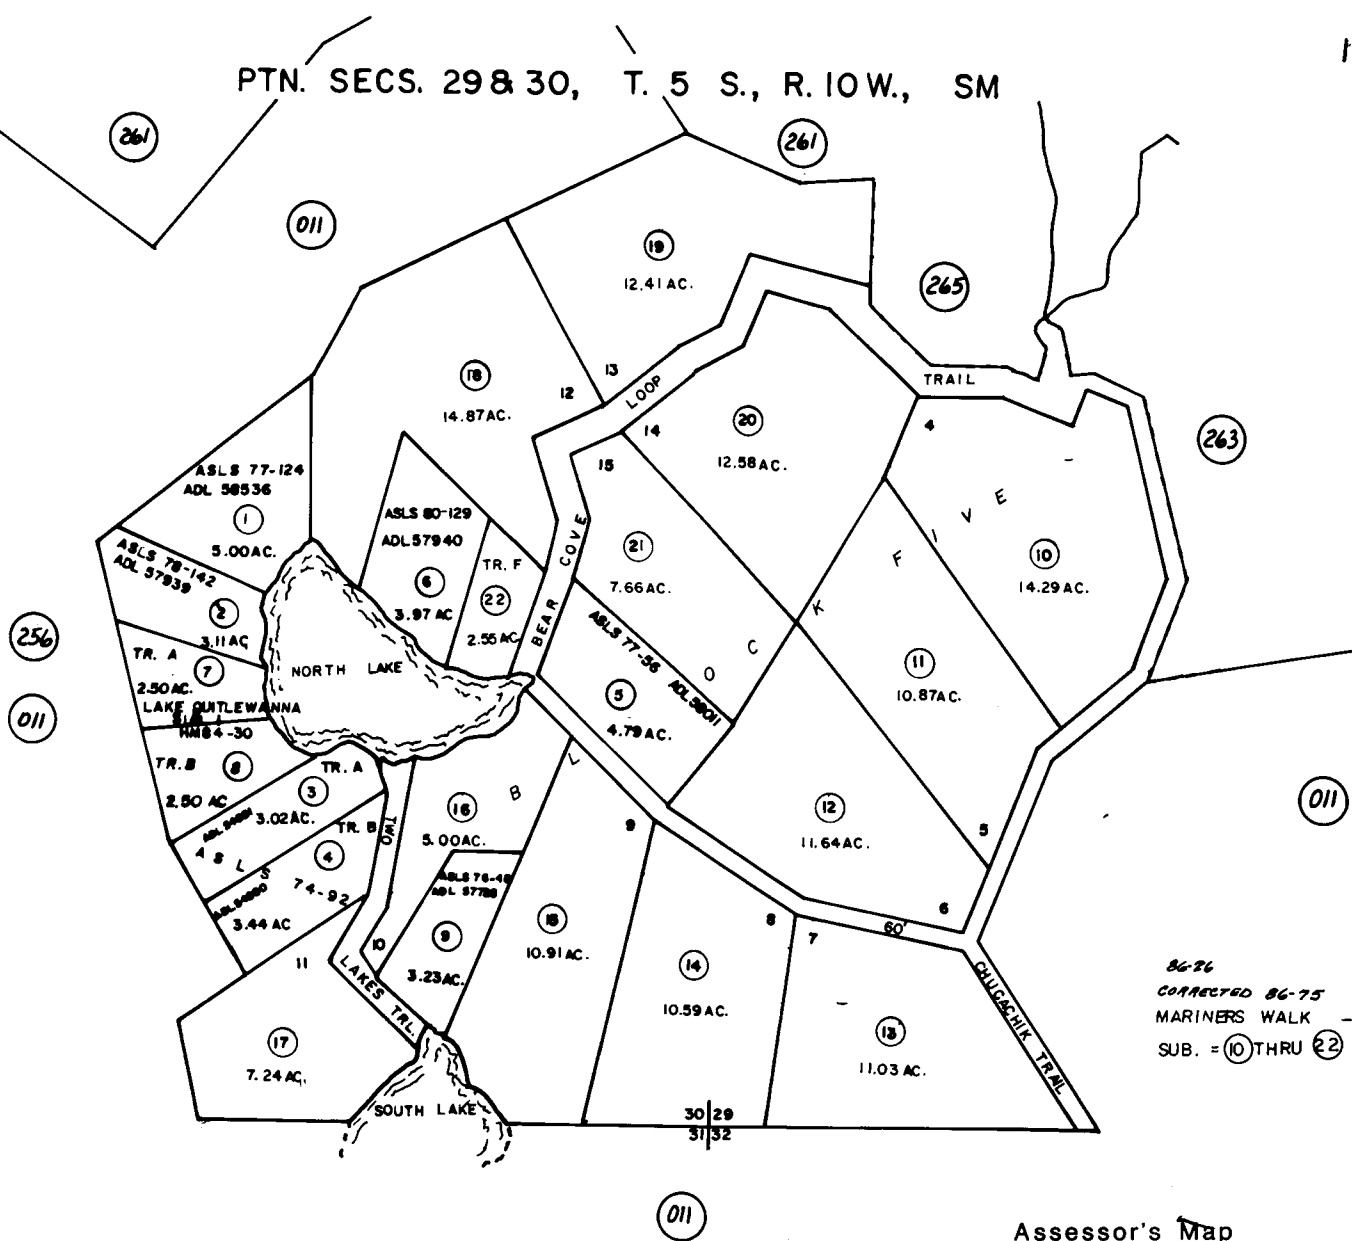 PTN. SECS. 29 & 30, T. 5 S., R. 10 W., SM
261
261
011
19
12.41 AC.
265
18
14.87 AC.
12
13
LOOP
TRAIL
14
20
12.58 AC.
4
263
15
ASLS 77-124
ADL 58536
1
5.00 AC.
ASLS 80-129
ADL 57940
6
3.97 AC
TR. F
22
2.55 AC.
BEAR COVE
21
7.66 AC.
BLOCK FIVE
10
14.29 AC.
ASLS 78-142
ADL 57939
2
3.11 AC
256
TR. A
7
2.50 AC.
NORTH LAKE
ASLS 77-56 ADL 58011
5
4.79 AC.
11
10.87 AC.
011
LAKE QUITLEWANNA
HM84-30
TR. B
8
2.50 AC
TR. A
3
3.02 AC.
TR. B
4
3.44 AC
ASLS 74-92
TWO
LAKES TRL.
16
5.00 AC.
9
12
11.64 AC.
5
011
ADL 57788
9
3.23 AC.
10
11
15
10.91 AC.
8
7
60'
6
14
10.59 AC.
CHUGACHIK TRAIL
86-26
CORRECTED 86-75
MARINERS WALK
SUB. = 10 THRU 22
17
7.24 AC.
13
11.03 AC.
SOUTH LAKE
30 29
31 32
011
Assessor's Map